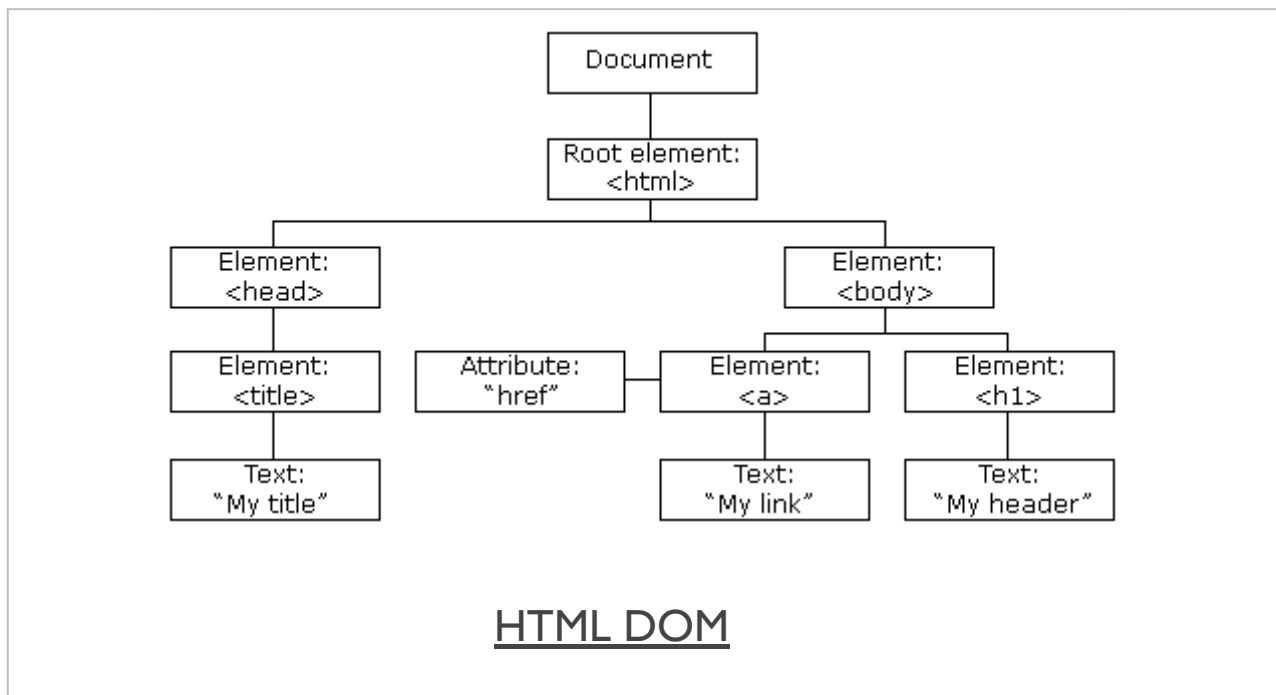 Document
Root element:
<html>
Element:
<head>
Element:
<body>
Element:
<title>
Attribute:
“href”
Element:
<a>
Element:
<h1>
Text:
“My title”
Text:
“My link”
Text:
“My header”
HTML DOM